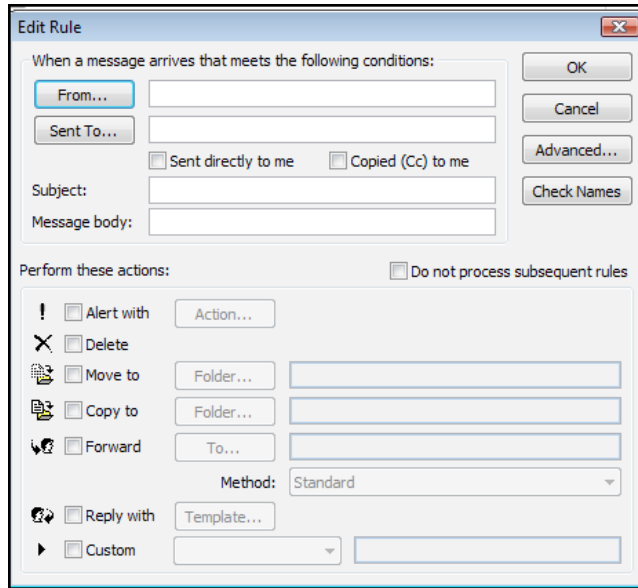 Edit Rule
When a message arrives that meets the following conditions:
From...
Sent To...
Sent directly to me
Copied (Cc) to me
Subject:
Message body:
OK
Cancel
Advanced...
Check Names
Perform these actions:
Do not process subsequent rules
Alert with
Action...
Delete
Move to
Folder...
Copy to
Folder...
Forward
To...
Method:
Standard
Reply with
Template...
Custom